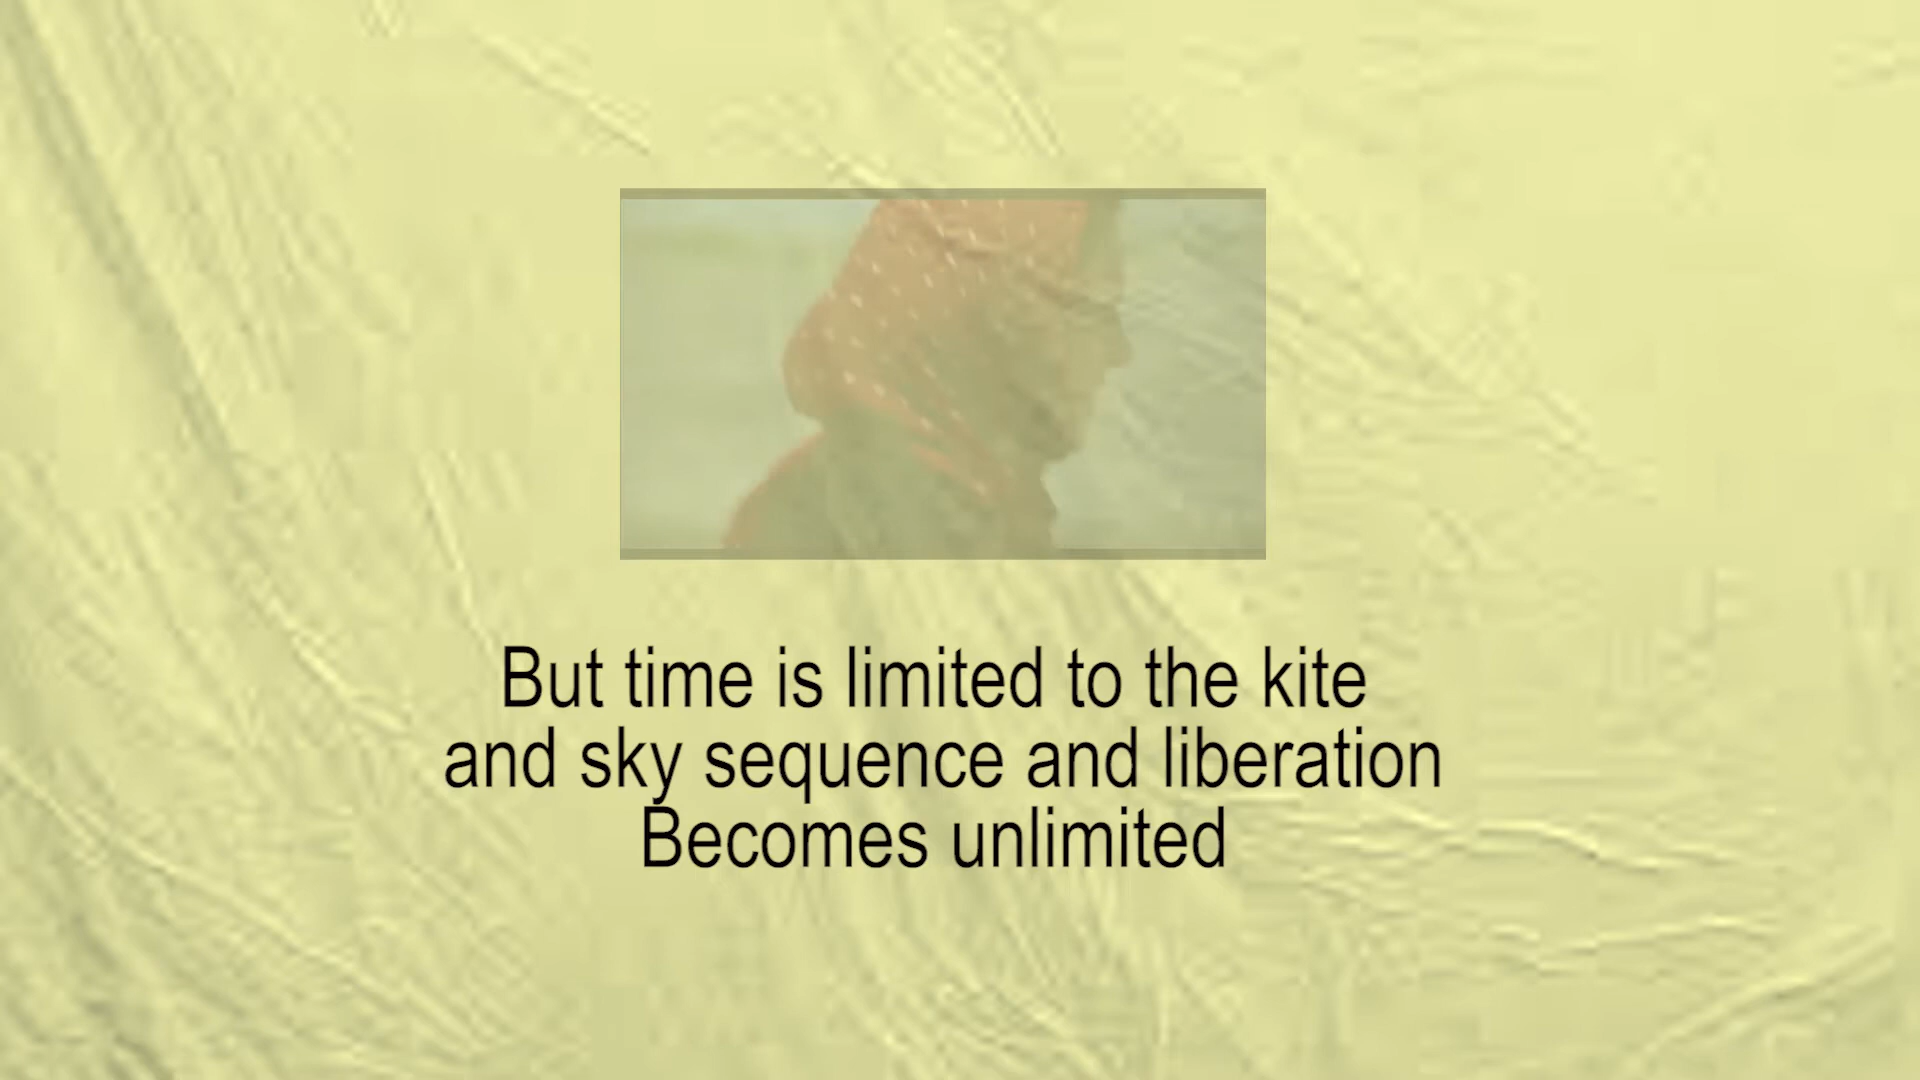 But time is limited to the kite
and sky sequence and liberation
Becomes unlimited